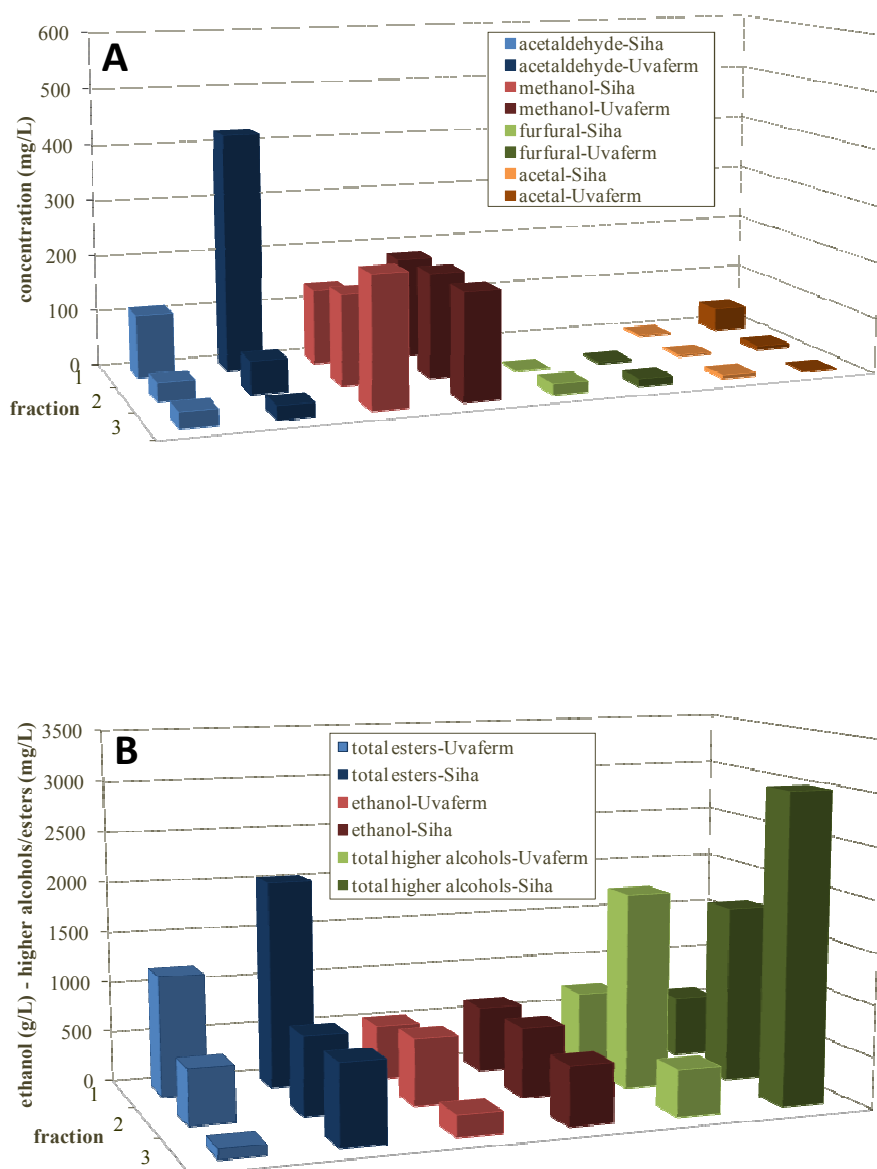 A
600
500
400
300
200
100
0
concentration (mg/L)
1
2
3
fraction
acetaldehyde-Siha
acetaldehyde-Uvaferm
methanol-Siha
methanol-Uvaferm
furfural-Siha
furfural-Uvaferm
acetal-Siha
acetal-Uvaferm
B
3500
3000
2500
2000
1500
1000
500
0
ethanol (g/L) - higher alcohols/esters (mg/L)
1
2
3
fraction
total esters-Uvaferm
total esters-Siha
ethanol-Uvaferm
ethanol-Siha
total higher alcohols-Uvaferm
total higher alcohols-Siha